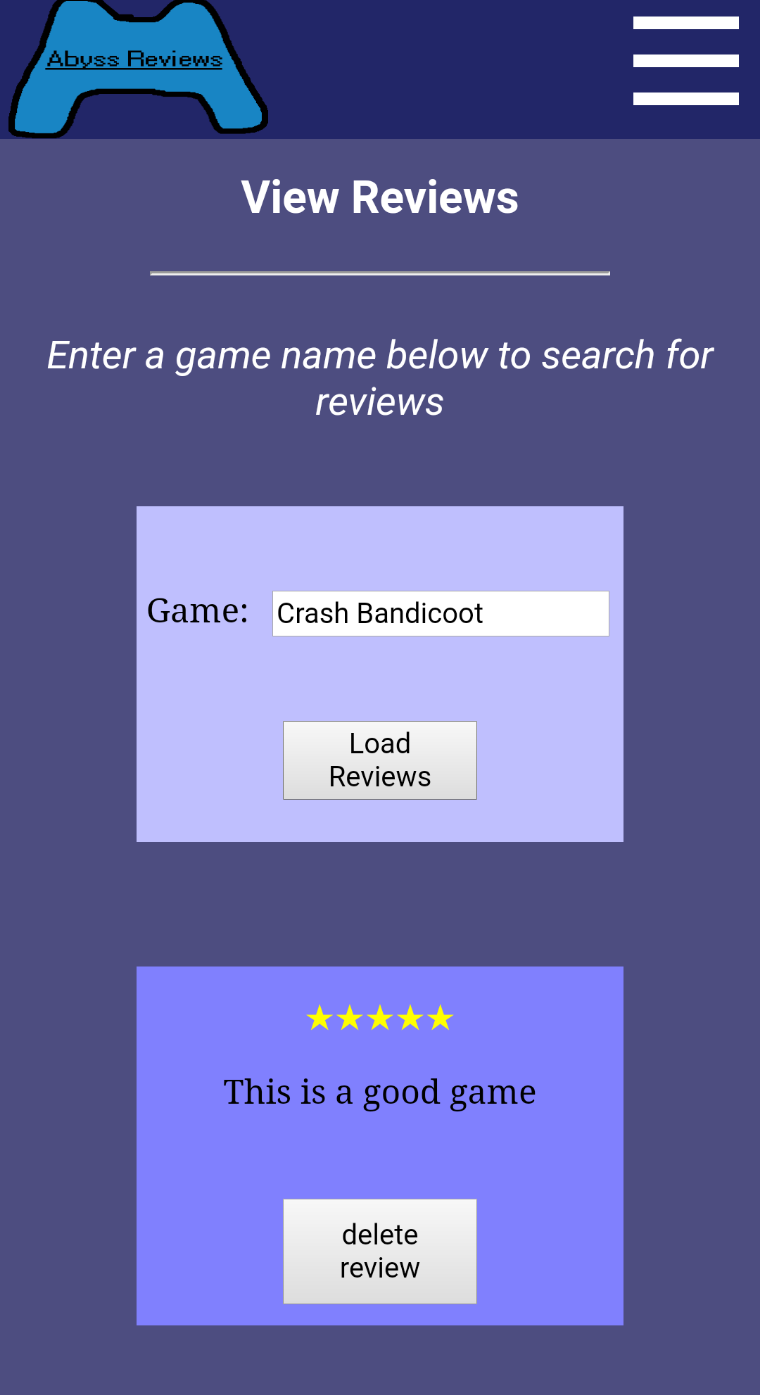 Abyss Reviews
View Reviews
Enter a game name below to search for
reviews
Game: Crash Bandicoot
Load
Reviews
★★★★★
This is a good game
delete
review